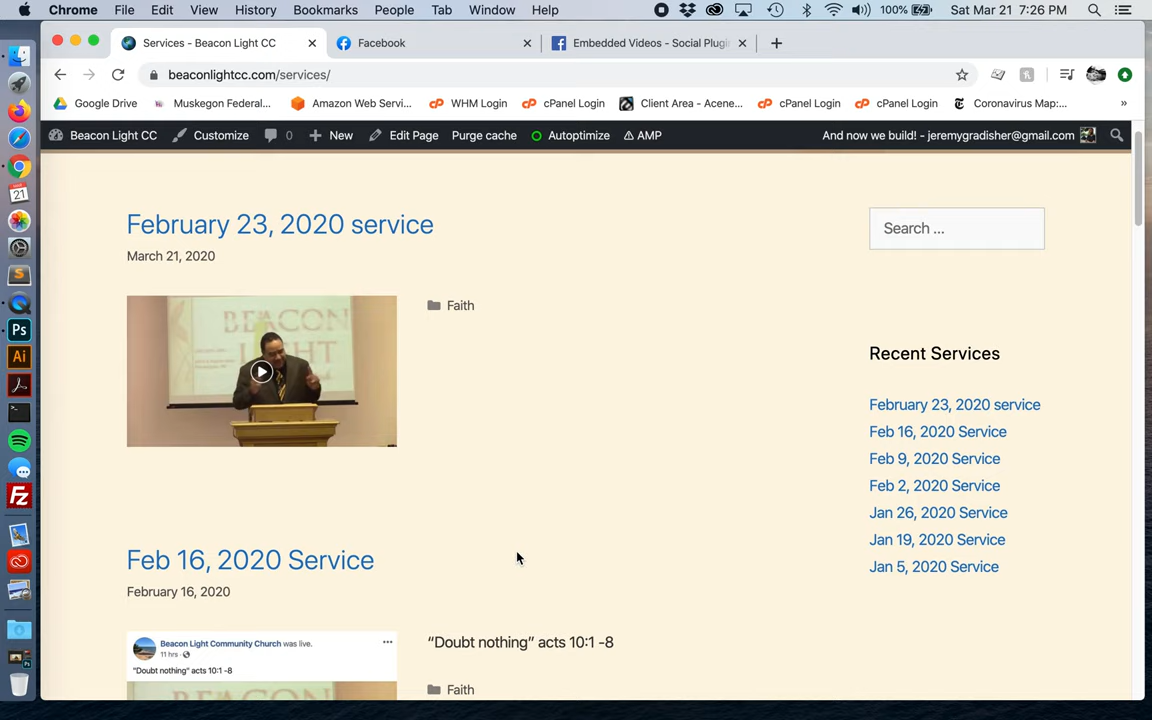 Chrome File Edit View History Bookmarks People Tab Window Help 100% Sat Mar 21 7:26 PM
Services - Beacon Light CC Facebook Embedded Videos - Social Plugi
beaconlightcc.com/services/
Google Drive Muskegon Federal... Amazon Web Servi... WHM Login cPanel Login Client Area - Acene... cPanel Login cPanel Login Coronavirus Map:... »
Beacon Light CC Customize 0 New Edit Page Purge cache Autoptimize AMP And now we build! - jeremygradisher@gmail.com
February 23, 2020 service
March 21, 2020
BEACON
LIGHT
Faith
Search ...
Recent Services
February 23, 2020 service
Feb 16, 2020 Service
Feb 9, 2020 Service
Feb 2, 2020 Service
Jan 26, 2020 Service
Jan 19, 2020 Service
Jan 5, 2020 Service
Feb 16, 2020 Service
February 16, 2020
Beacon Light Community Church was live.
11 hrs
"Doubt nothing" acts 10:1 -8
“Doubt nothing” acts 10:1 -8
Faith